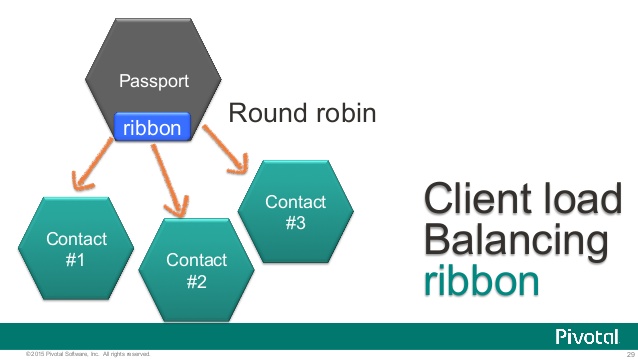 Passport
ribbon
Round robin
Contact
#1
Contact
#2
Contact
#3
Client load
Balancing
ribbon
Pivotal
©2015 Pivotal Software, Inc. All rights reserved.
29